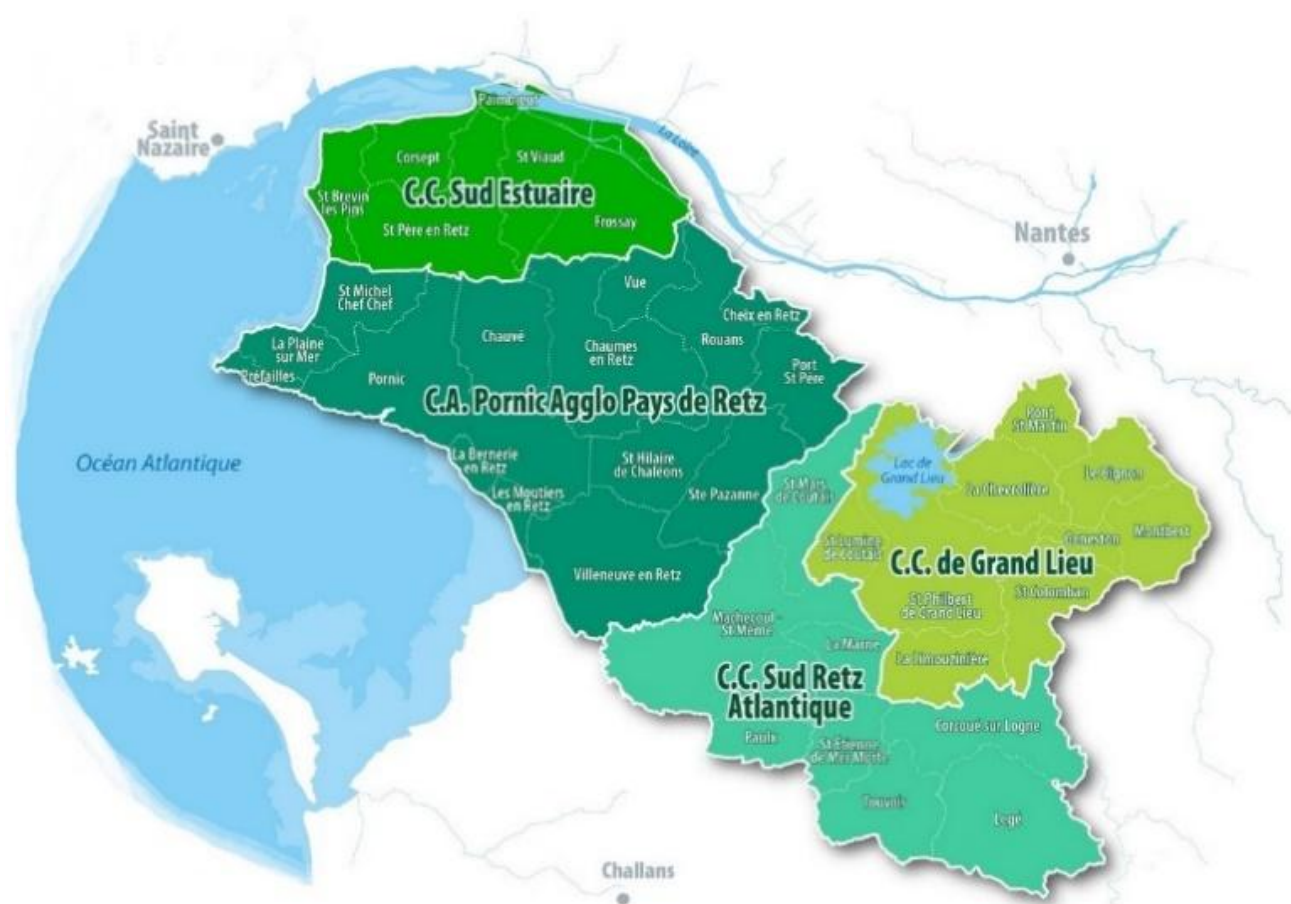 Paimboeuf
Saint
Nazaire
La Loire
Corsept
St Viaud
C.C. Sud Estuaire
St Brevin
les Pins
St Père en Retz
Frossay
Nantes
Vue
St Michel
Chef Chef
Cheix en Retz
La Plaine
sur Mer
Chauvé
Chaumes
en Retz
Rouans
Préfailles
Pornic
Port
St Père
C.A. Pornic Agglo Pays de Retz
Pont
St Martin
Océan Atlantique
La Bernerie
en Retz
St Hilaire
de Chaléons
Lac de
Grand Lieu
Le Bignon
La Chevrolière
Les Moutiers
en Retz
Ste Pazanne
St Mars
de Coutais
Geneston
Montbert
St Lumine
de Coutais
C.C. de Grand Lieu
Villeneuve en Retz
St Colomban
St Philbert
de Grand Lieu
Machecoul
St Même
La Marne
La Limouzinière
C.C. Sud Retz
Atlantique
Corcoué sur Logne
Paulx
St Etienne
de Mer Morte
Touvois
Legé
Challans